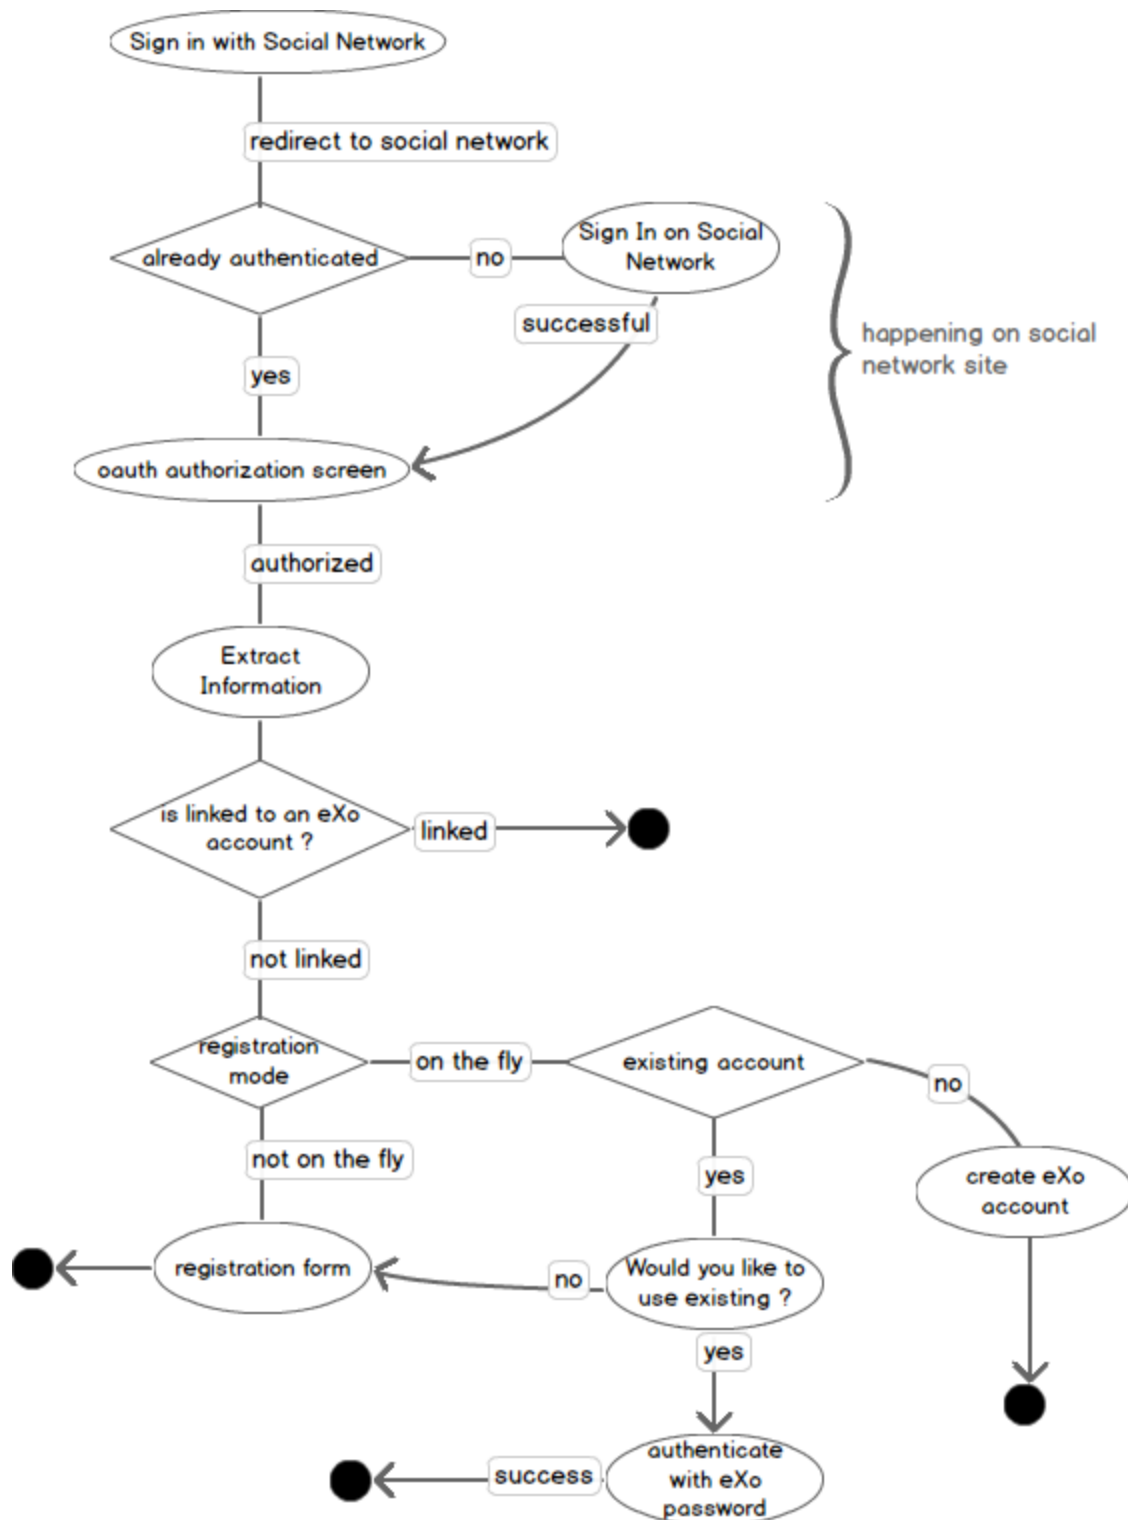 Sign in with Social Network
redirect to social network
already authenticated
no
Sign In on Social
Network
successful
happening on social
network site
yes
oauth authorization screen
authorized
Extract
Information
is linked to an eXo
account ?
linked
not linked
registration
mode
on the fly
existing account
no
not on the fly
yes
create eXo
account
registration form
no
Would you like to
use existing ?
yes
authenticate
with eXo
password
success